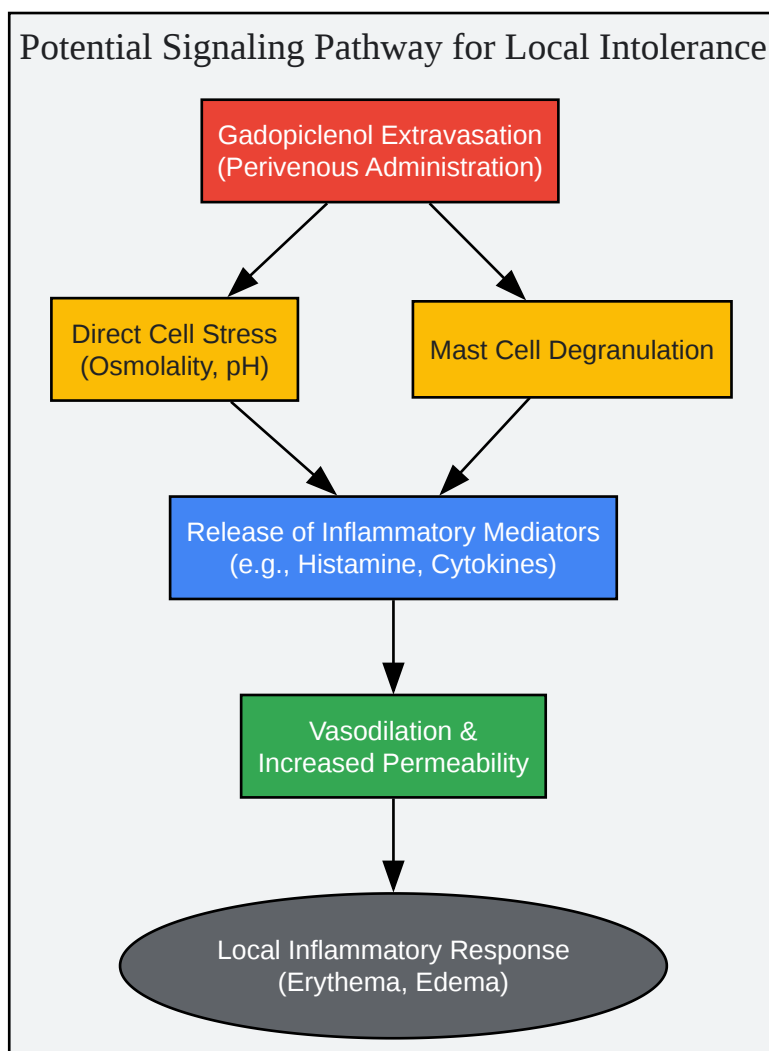 Potential Signaling Pathway for Local Intolerance
Gadopiclenol Extravasation
(Perivenous Administration)
Direct Cell Stress
(Osmolality, pH)
Mast Cell Degranulation
Release of Inflammatory Mediators
(e.g., Histamine, Cytokines)
Vasodilation &
Increased Permeability
Local Inflammatory Response
(Erythema, Edema)